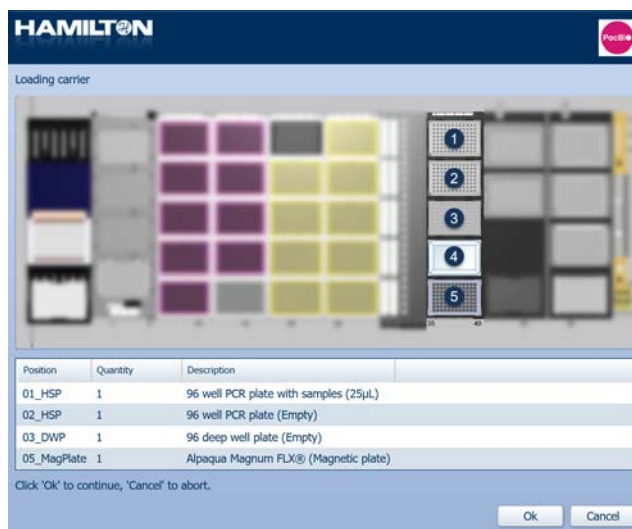 HAMILTON
PacBio
Loading carrier
1
2
3
4
5
35 40
Position Quantity Description
01_HSP 1 96 well PCR plate with samples (25µL)
02_HSP 1 96 well PCR plate (Empty)
03_DWP 1 96 deep well plate (Empty)
05_MagPlate 1 Alpaqua Magnum FLX® (Magnetic plate)
Click 'Ok' to continue, 'Cancel' to abort.
Ok Cancel